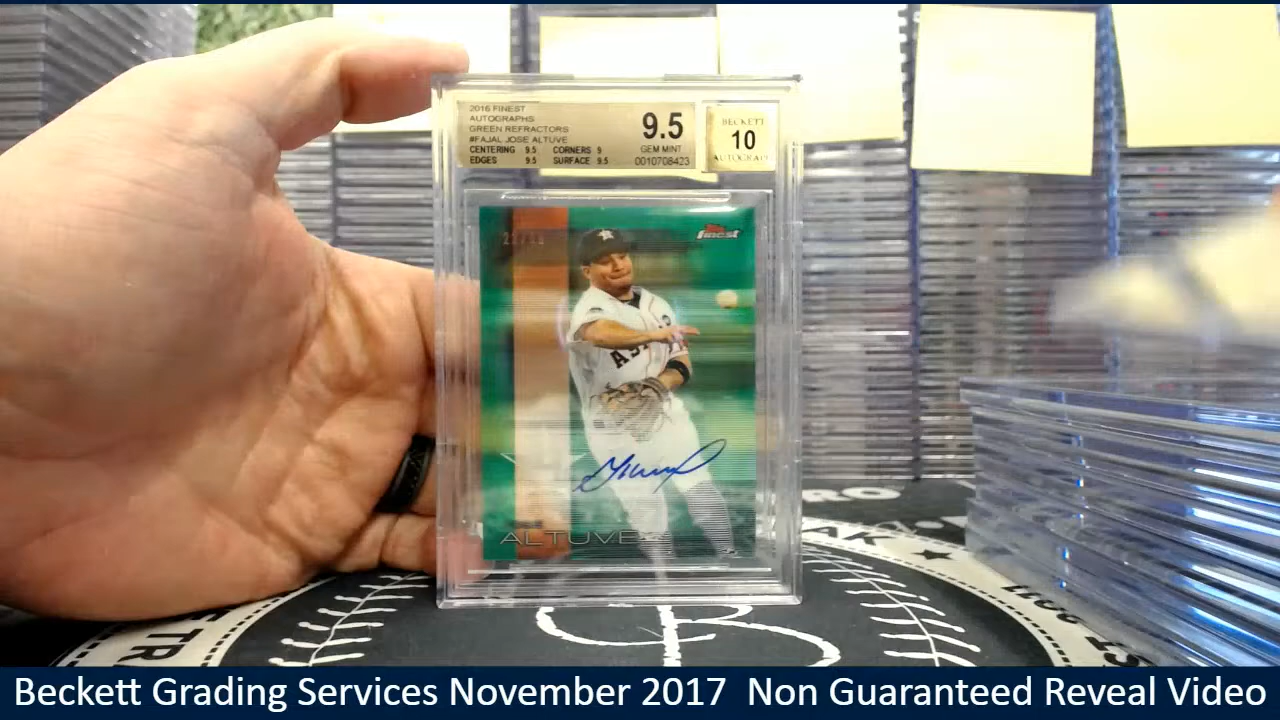 2016 FINEST
AUTOGRAPHS
GREEN REFRACTORS
#FAJAL JOSE ALTUVE
CENTERING 9.5 CORNERS 9
EDGES 9.5 SURFACE 9.5
9.5
GEM MINT
0010708423
BECKETT
10
AUTOGRAPH
Finest
ALTUVE
Beckett Grading Services November 2017 Non Guaranteed Reveal Video